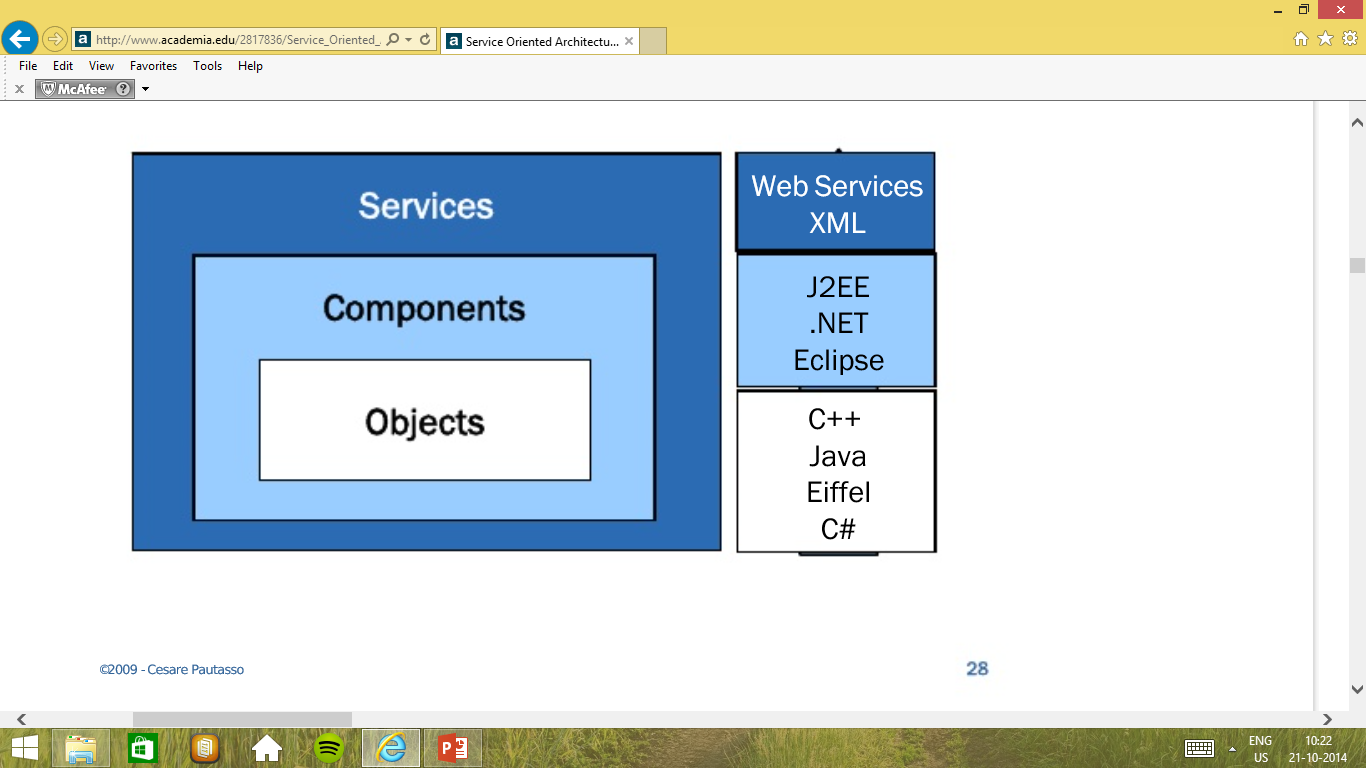 http://www.academia.edu/2817836/Service_Oriented_
Service Oriented Architectu...
File Edit View Favorites Tools Help
McAfee
Services
Components
Objects
Web Services
XML
J2EE
.NET
Eclipse
C++
Java
Eiffel
C#
©2009 - Cesare Pautasso
28
ENG
US
10:22
21-10-2014